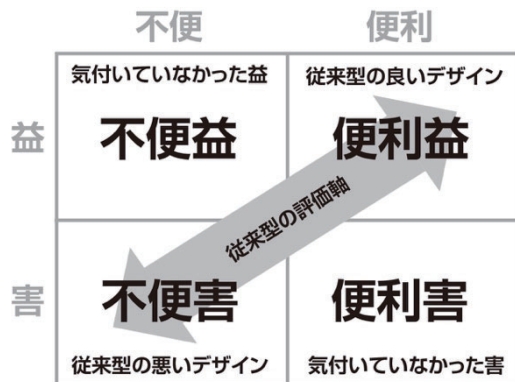 不便
便利
益
気付いていなかった益
不便益
従来型の良いデザイン
便利益
従来型の評価軸
害
不便害
従来型の悪いデザイン
便利害
気付いていなかった害